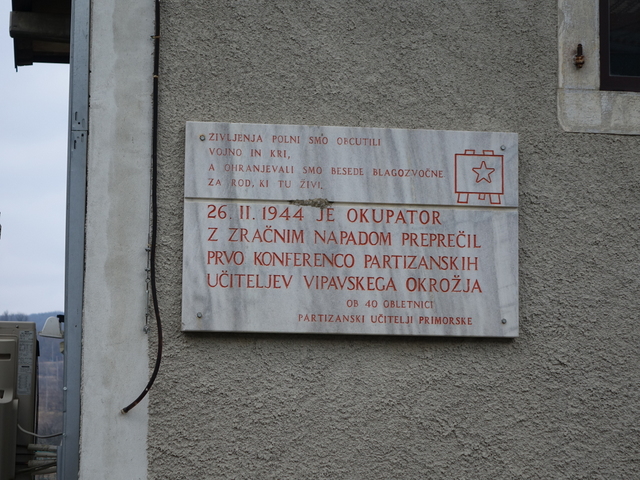 ŽIVLJENJA POLNI SMO OBČUTILI
VOJNO IN KRI,
A OHRANJEVALI SMO BESEDE BLAGOZVOČNE
ZA ROD, KI TU ŽIVI.
26. 11. 1944 JE OKUPATOR
Z ZRAČNIM NAPADOM PREPREČIL
PRVO KONFERENCO PARTIZANSKIH
UČITELJEV VIPAVSKEGA OKROŽJA
OB 40 OBLETNICI
PARTIZANSKI UČITELJI PRIMORSKE